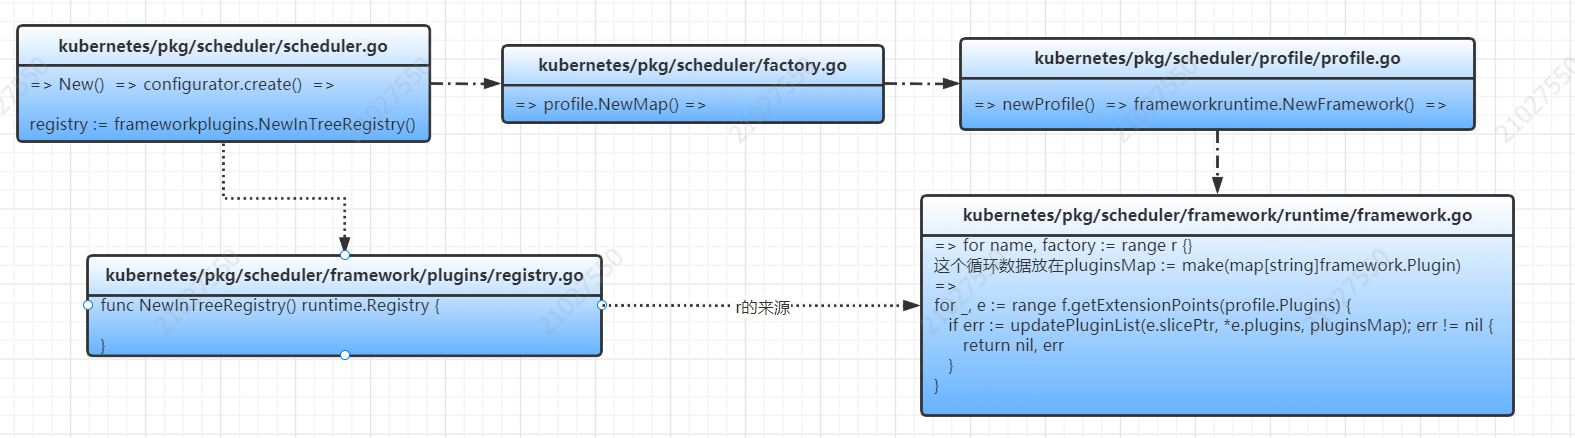 kubernetes/pkg/scheduler/scheduler.go
=> New()  => configurator.create()  =>
registry := frameworkplugins.NewInTreeRegistry()
kubernetes/pkg/scheduler/factory.go
=> profile.NewMap() =>
kubernetes/pkg/scheduler/profile/profile.go
=> newProfile()  => frameworkruntime.NewFramework()  =>
kubernetes/pkg/scheduler/framework/plugins/registry.go
func NewInTreeRegistry() runtime.Registry {
}
r的来源
kubernetes/pkg/scheduler/framework/runtime/framework.go
=> for name, factory := range r {}
这个循环数据放在pluginsMap := make(map[string]framework.Plugin)
=>
for _, e := range f.getExtensionPoints(profile.Plugins) {
if err := updatePluginList(e.slicePtr, *e.plugins, pluginsMap); err != nil {
return nil, err
}
}
21027550
21027550
21027550
21027550
21027550
21027550
21027550